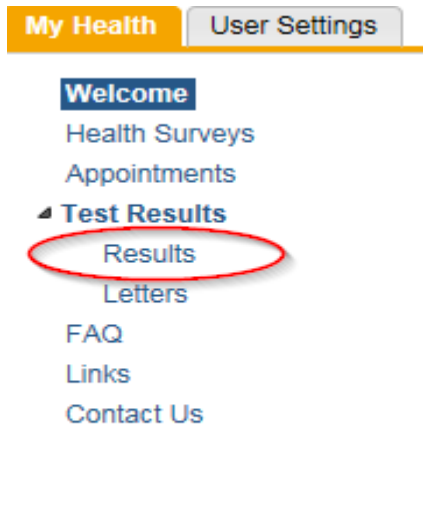 My Health User Settings
Welcome
Health Surveys
Appointments
Test Results
Results
Letters
FAQ
Links
Contact Us